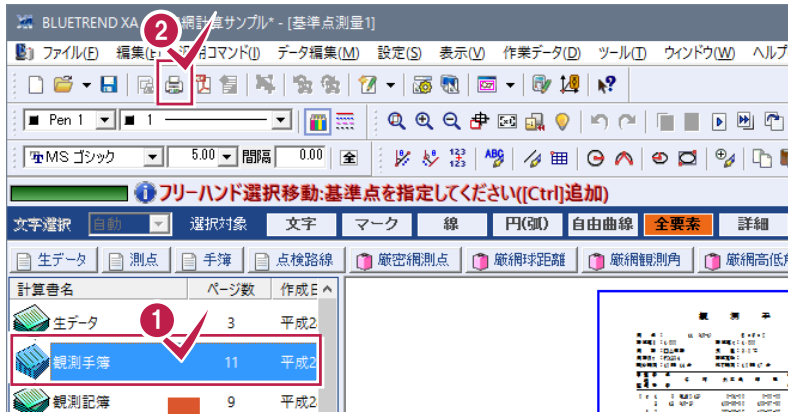 BLUETREND XA
網計算サンプル* - [基準点測量1]
2
ファイル(F) 編集(E) 汎用コマンド(I) データ編集(M) 設定(S) 表示(V) 作業データ(D) ツール(T) ウィンドウ(W) ヘルプ
Pen 1 1
MS ゴシック 5.00 間隔 0.00 全
フリーハンド選択移動:基準点を指定してください([Ctrl]追加)
文字選択 自動 選択対象 文字 マーク 線 円(弧) 自由曲線 全要素 詳細
生データ 測点 手簿 点検路線 厳密網測点 厳網球距離 厳網観測角 厳網高低角
計算書名 ページ数 作成日
生データ 3 平成2
1
観測手簿 11 平成2
観測記簿 9 平成2
観 測 手